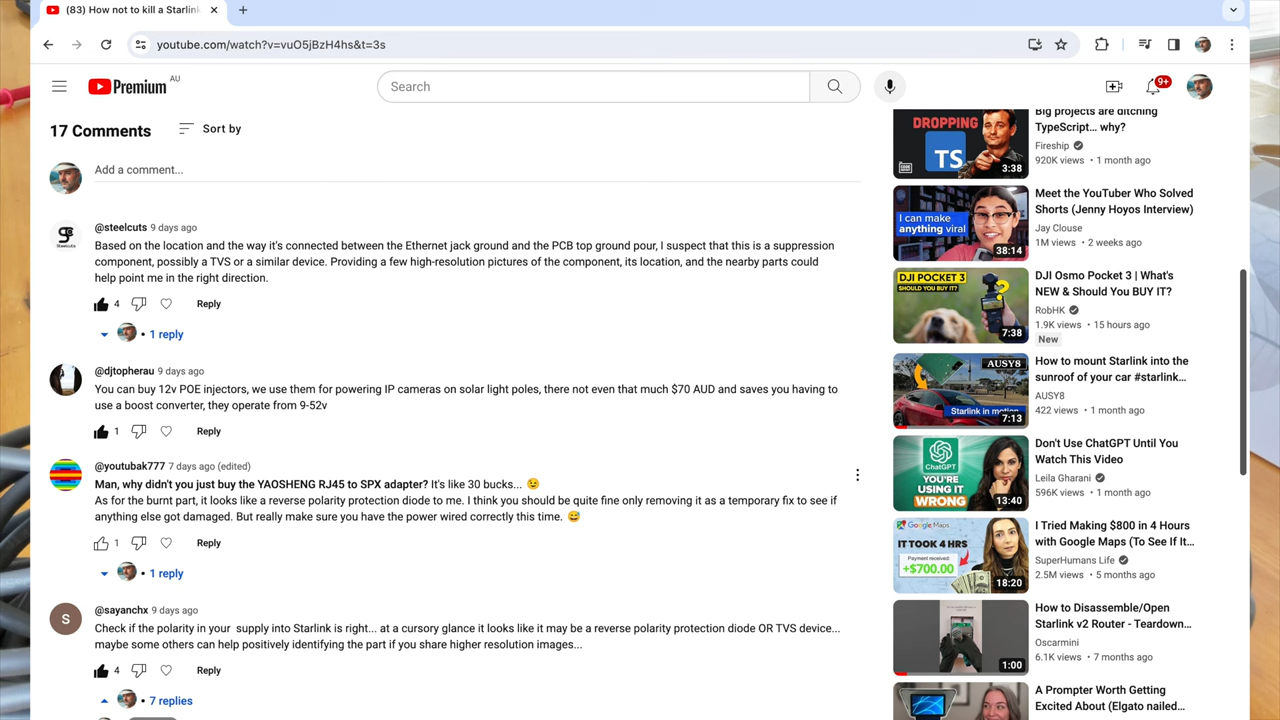 (83) How not to kill a Starlin
youtube.com/watch?v=vuO5jBzH4hs&t=3s
Premium
AU
Search
9+
17 Comments
Sort by
Add a comment...
@steelcuts 9 days ago
Based on the location and the way it's connected between the Ethernet jack ground and the PCB top ground pour, I suspect that this is a suppression
component, possibly a TVS or a similar device. Providing a few high-resolution pictures of the component, its location, and the nearby parts could
help point me in the right direction.
4
Reply
• 1 reply
@djtopherau 9 days ago
You can buy 12v POE injectors, we use them for powering IP cameras on solar light poles, there not even that much $70 AUD and saves you having to
use a boost converter, they operate from 9-52v
1
Reply
@youtubak777 7 days ago (edited)
Man, why didn't you just buy the YAOSHENG RJ45 to SPX adapter? It's like 30 bucks...
As for the burnt part, it looks like a reverse polarity protection diode to me. I think you should be quite fine only removing it as a temporary fix to see if
anything else got damaged. But really make sure you have the power wired correctly this time.
1
Reply
• 1 reply
S
@sayanchx 9 days ago
Check if the polarity in your supply into Starlink is right... at a cursory glance it looks like it may be a reverse polarity protection diode OR TVS device...
maybe some others can help positively identifying the part if you share higher resolution images...
4
Reply
• 7 replies
DROPPING
TS
3:38
Big projects are ditching
TypeScript… why?
Fireship
920K views • 1 month ago
I can make
anything viral
38:14
Meet the YouTuber Who Solved
Shorts (Jenny Hoyos Interview)
Jay Clouse
1M views • 2 weeks ago
DJI POCKET 3
SHOULD YOU BUY IT?
7:38
DJI Osmo Pocket 3 | What's
NEW & Should You BUY IT?
RobHK
1.9K views • 15 hours ago
New
AUSY8
Starlink in motion
7:13
How to mount Starlink into the
sunroof of your car #starlink…
AUSY8
422 views • 1 month ago
ChatGPT
YOU'RE
USING IT
WRONG
13:40
Don't Use ChatGPT Until You
Watch This Video
Leila Gharani
596K views • 1 month ago
Google Maps
IT TOOK 4 HRS
Payment received:
+$700.00
18:20
I Tried Making $800 in 4 Hours
with Google Maps (To See If It…
SuperHumans Life
2.5M views • 5 months ago
1:00
How to Disassemble/Open
Starlink v2 Router - Teardown…
Oscarmini
6.1K views • 7 months ago
A Prompter Worth Getting
Excited About (Elgato nailed…